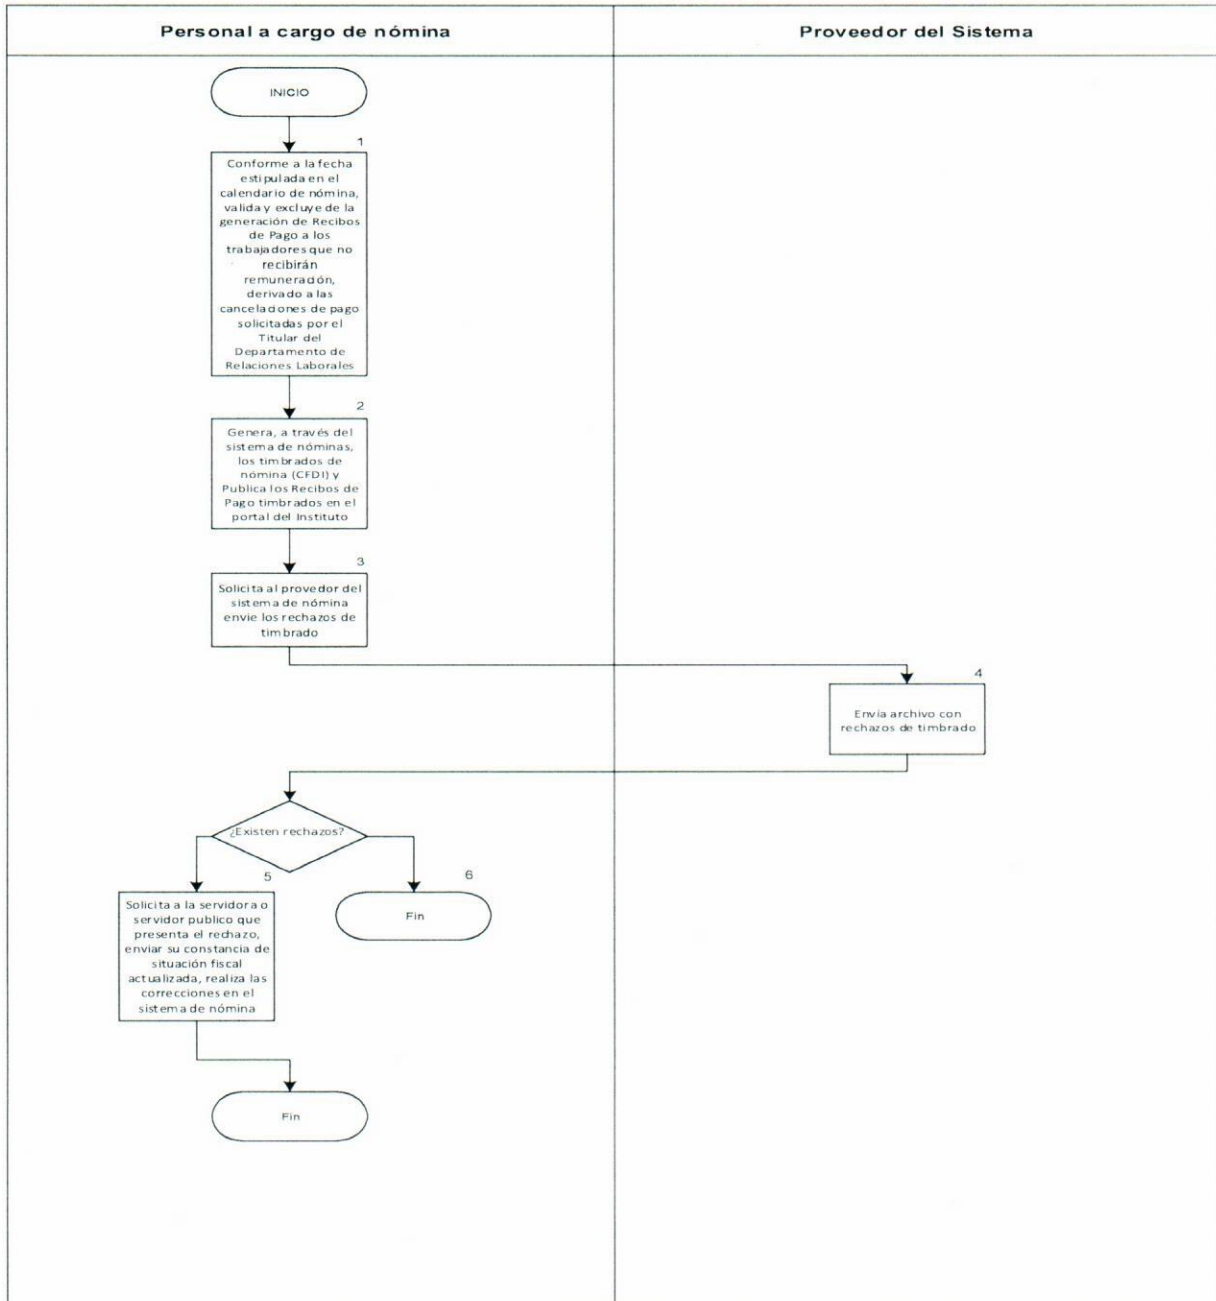 Personal a cargo de nómina
Proveedor del Sistema
INICIO
1
Conforme a la fecha
estipulada en el
calendario de nómina,
valida y excluye de la
generación de Recibos
de Pago a los
trabajadores que no
recibirán
remuneración,
derivado a las
cancelaciones de pago
solicitadas por el
Titular del
Departamento de
Relaciones Laborales
2
Genera, a través del
sistema de nóminas,
los timbrados de
nómina (CFDI) y
Publica los Recibos de
Pago timbrados en el
portal del Instituto
3
Solicita al provedor del
sistema de nómina
envie los rechazos de
timbrado
4
Envía archivo con
rechazos de timbrado
¿Existen rechazos?
5
Solicita a la servidora o
servidor publico que
presenta el rechazo,
enviar su constancia de
situación fiscal
actualizada, realiza las
correcciones en el
sistema de nómina
6
Fin
Fin